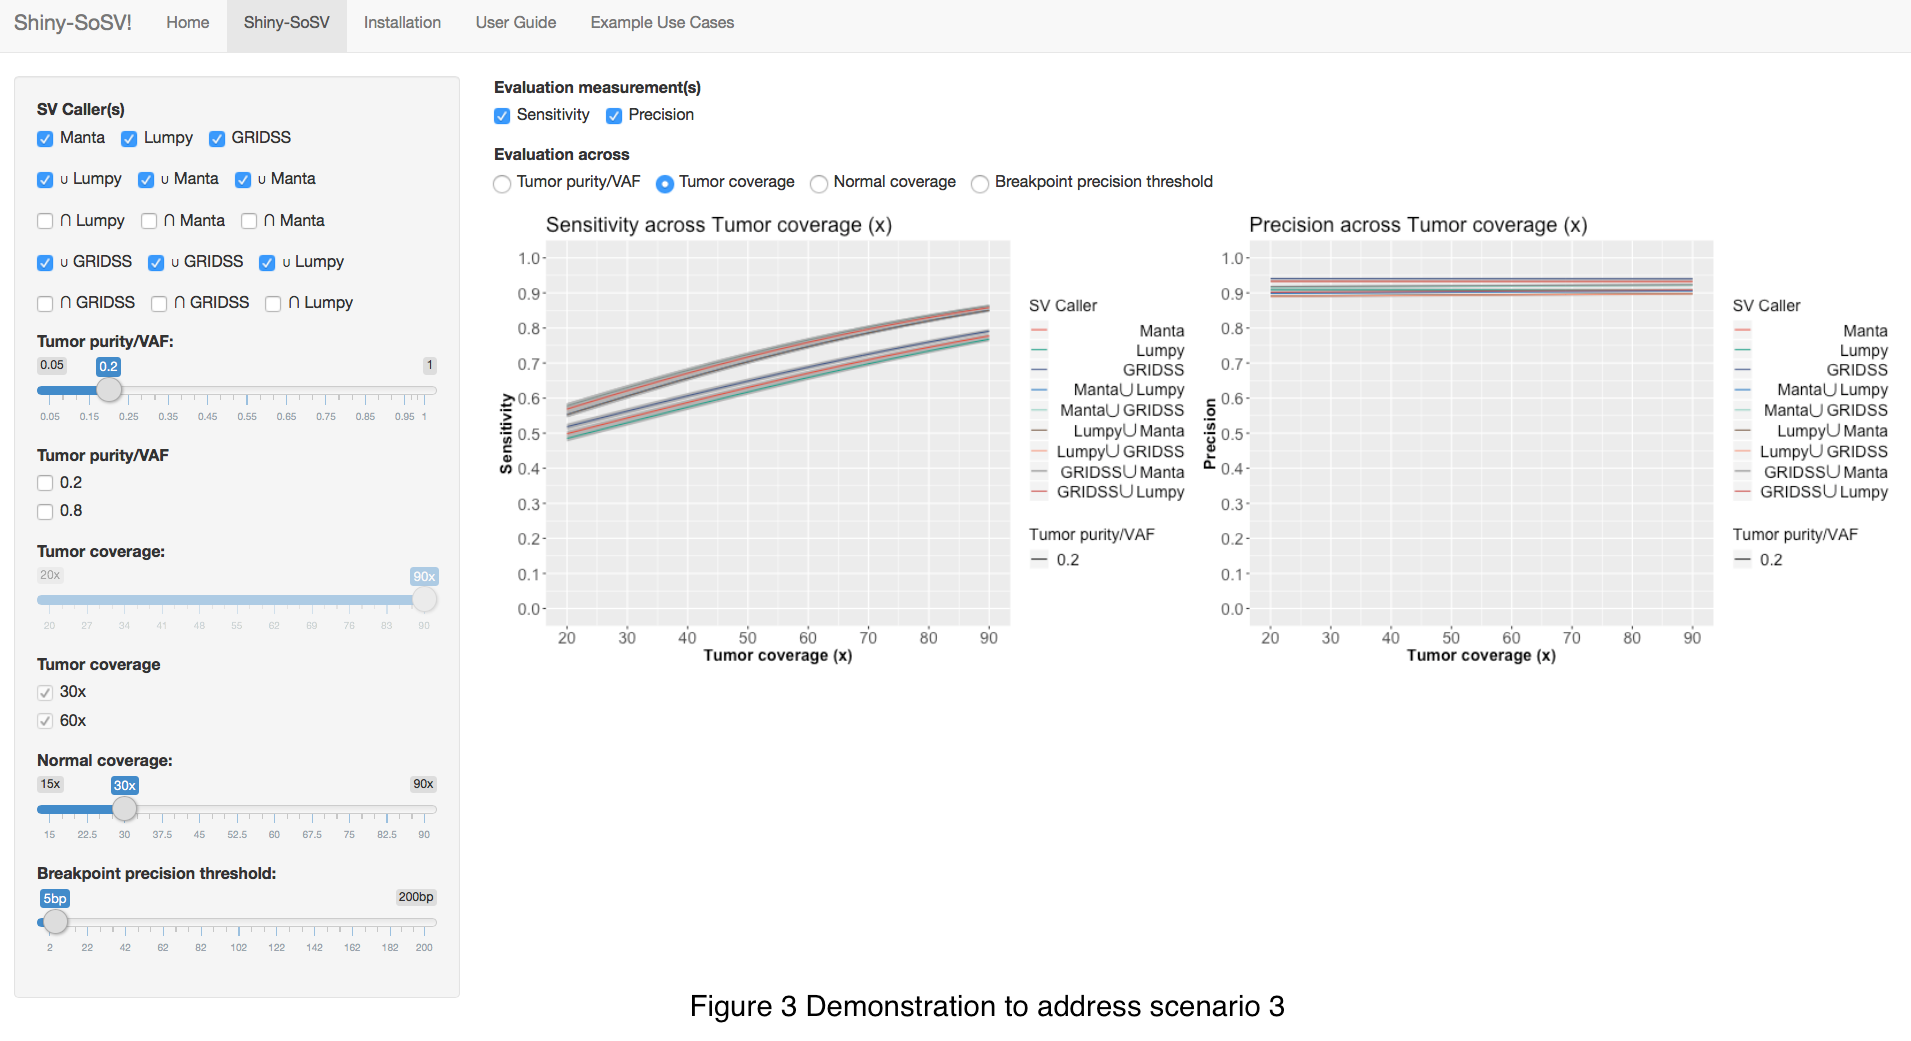 Shiny-SoSV! Home Shiny-SoSV Installation User Guide Example Use Cases
SV Caller(s)
Manta Lumpy GRIDSS
∪ Lumpy ∪ Manta ∪ Manta
∩ Lumpy ∩ Manta ∩ Manta
∪ GRIDSS ∪ GRIDSS ∪ Lumpy
∩ GRIDSS ∩ GRIDSS ∩ Lumpy
Tumor purity/VAF:
0.05 0.2 1
0.05 0.15 0.25 0.35 0.45 0.55 0.65 0.75 0.85 0.95 1
Tumor purity/VAF
0.2
0.8
Tumor coverage:
20x 90x
20 27 34 41 48 55 62 69 76 83 90
Tumor coverage
30x
60x
Normal coverage:
15x 30x 90x
15 22.5 30 37.5 45 52.5 60 67.5 75 82.5 90
Breakpoint precision threshold:
5bp 200bp
2 22 42 62 82 102 122 142 162 182 200
Evaluation measurement(s)
Sensitivity Precision
Evaluation across
Tumor purity/VAF Tumor coverage Normal coverage Breakpoint precision threshold
Sensitivity across Tumor coverage (x)
1.0
0.9
0.8
0.7
0.6
0.5
0.4
0.3
0.2
0.1
0.0
Sensitivity
20 30 40 50 60 70 80 90
Tumor coverage (x)
SV Caller
Manta
Lumpy
GRIDSS
Manta∪ Lumpy
Manta∪ GRIDSS
Lumpy∪ Manta
Lumpy∪ GRIDSS
GRIDSS∪ Manta
GRIDSS∪ Lumpy
Tumor purity/VAF
0.2
Precision across Tumor coverage (x)
1.0
0.9
0.8
0.7
0.6
0.5
0.4
0.3
0.2
0.1
0.0
Precision
20 30 40 50 60 70 80 90
Tumor coverage (x)
SV Caller
Manta
Lumpy
GRIDSS
Manta∪ Lumpy
Manta∪ GRIDSS
Lumpy∪ Manta
Lumpy∪ GRIDSS
GRIDSS∪ Manta
GRIDSS∪ Lumpy
Tumor purity/VAF
0.2
Figure 3 Demonstration to address scenario 3